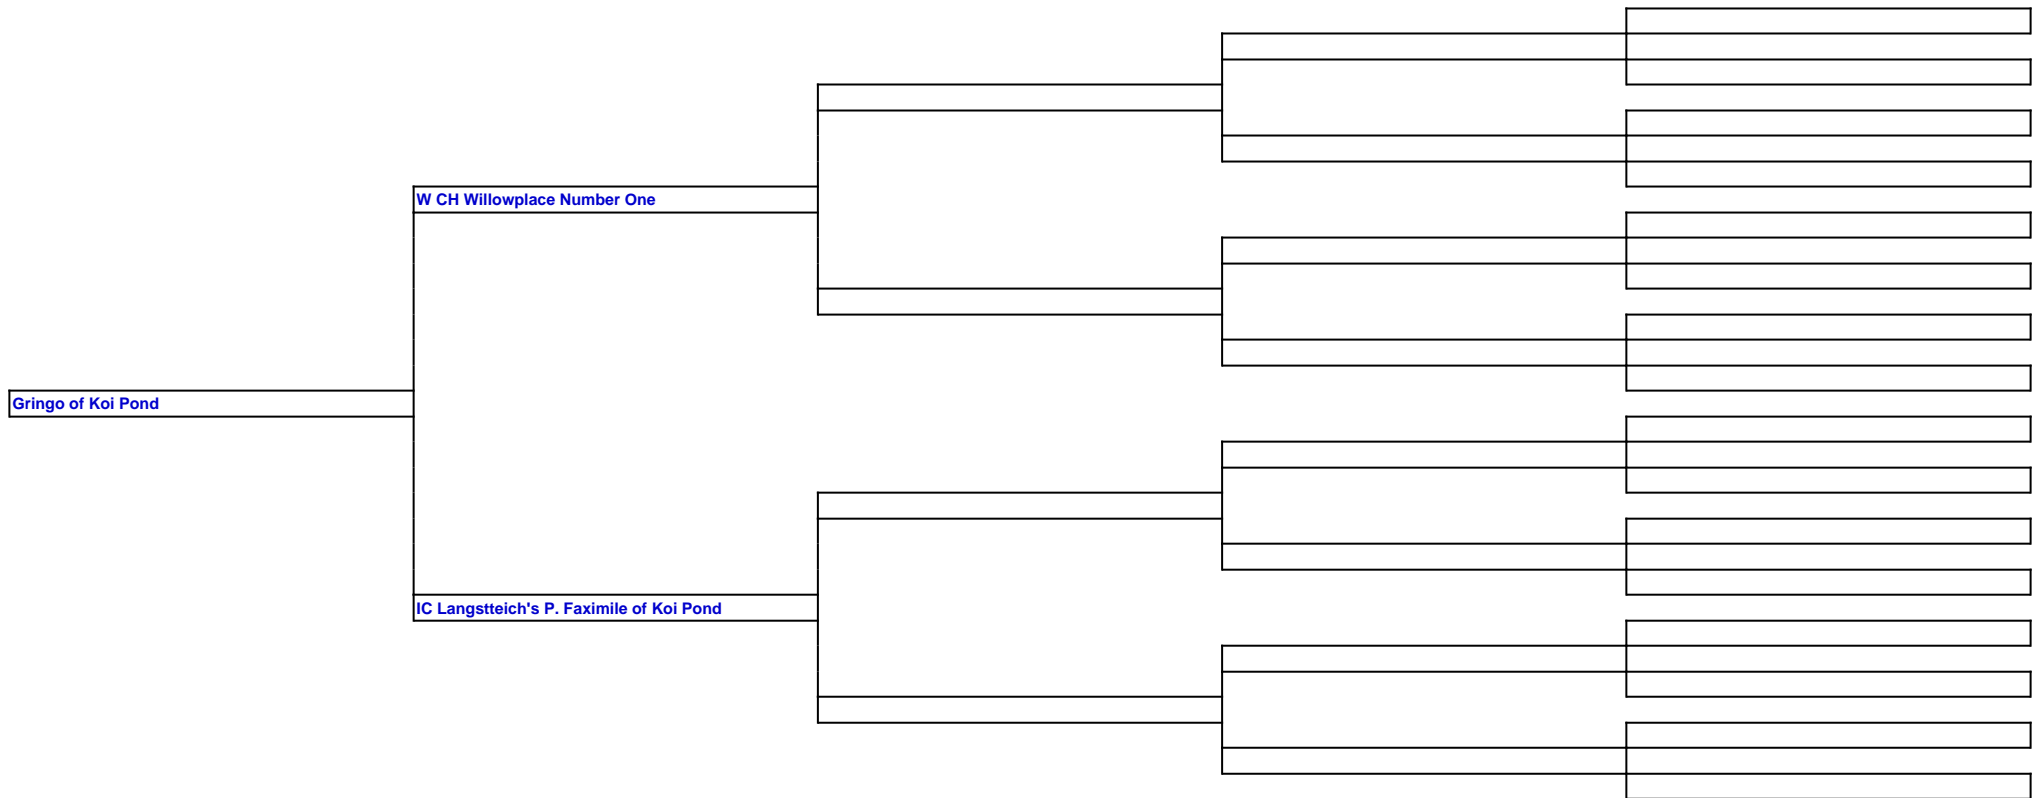 W CH Willowplace Number One
Gringo of Koi Pond
IC Langstteich's P. Faximile of Koi Pond